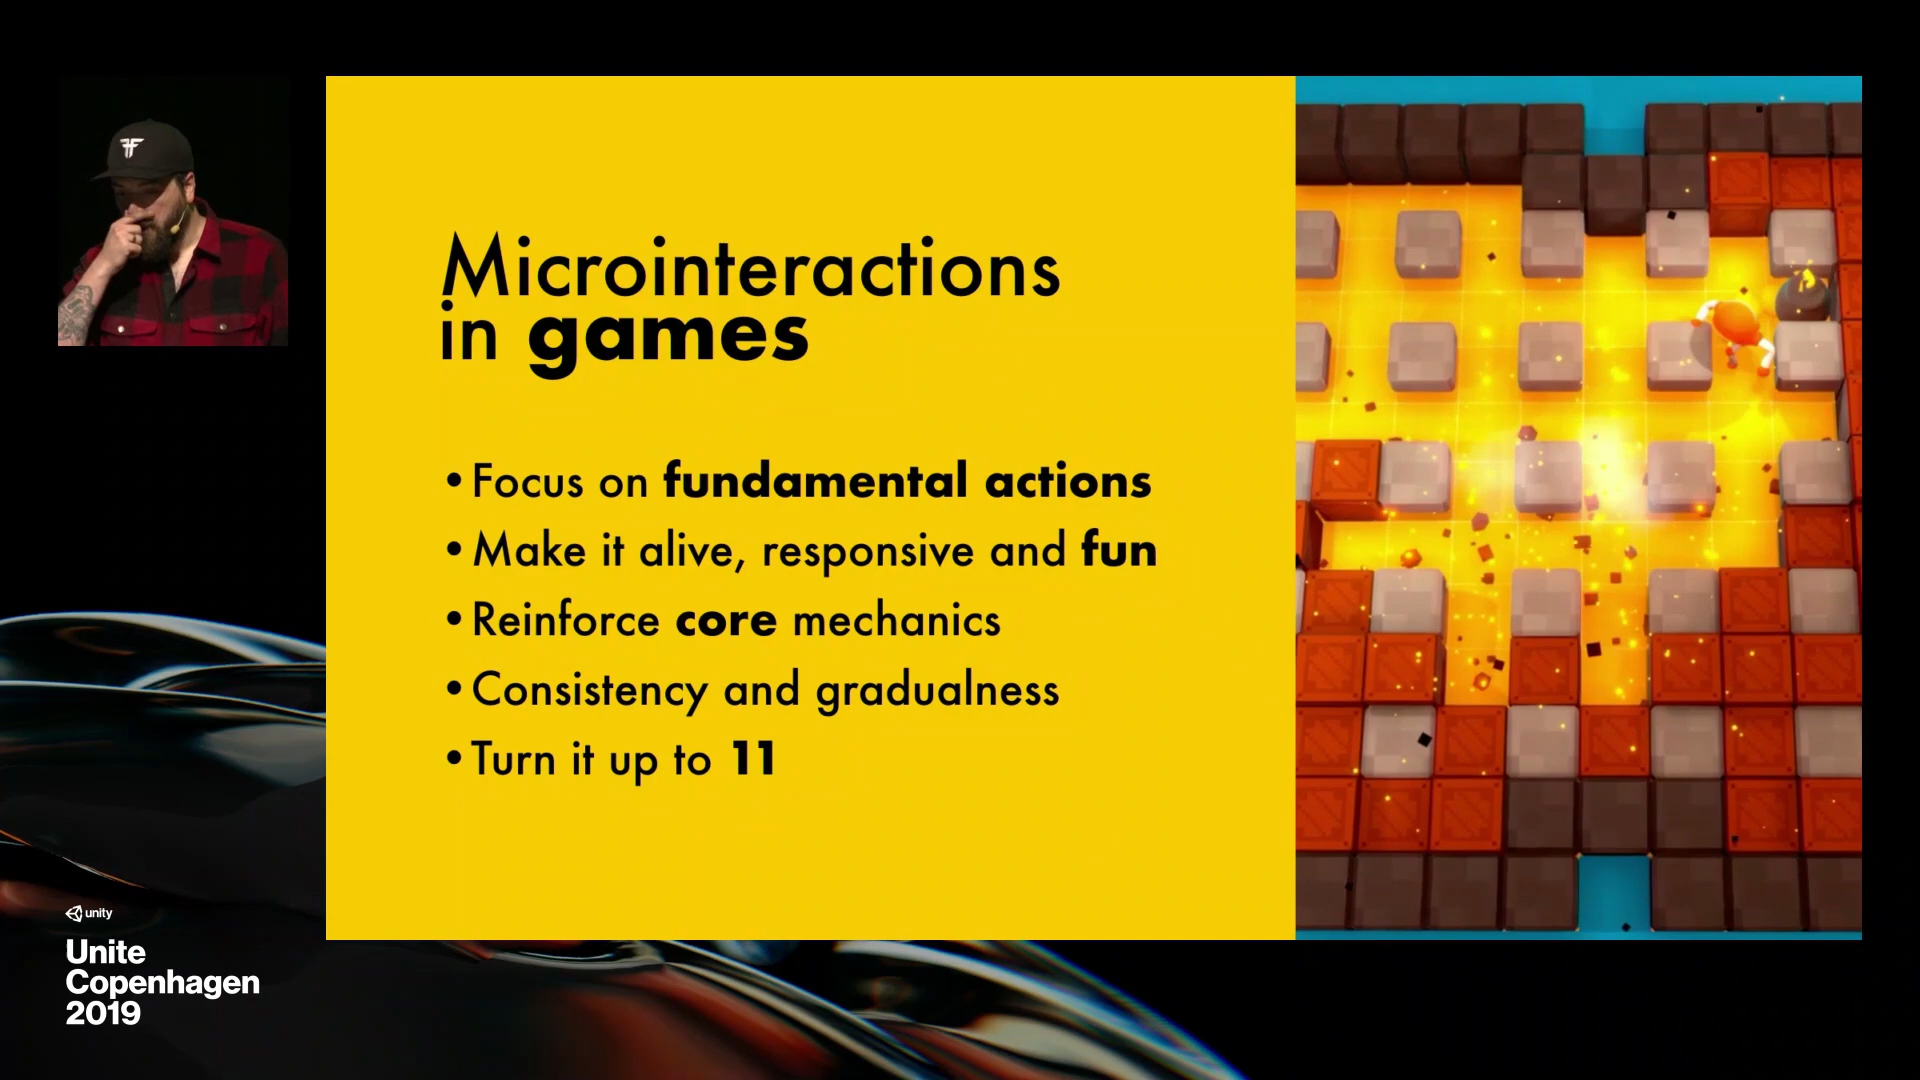 Microinteractions
in games
•Focus on fundamental actions
•Make it alive, responsive and fun
•Reinforce core mechanics
•Consistency and gradualness
•Turn it up to 11
unity
Unite
Copenhagen
2019